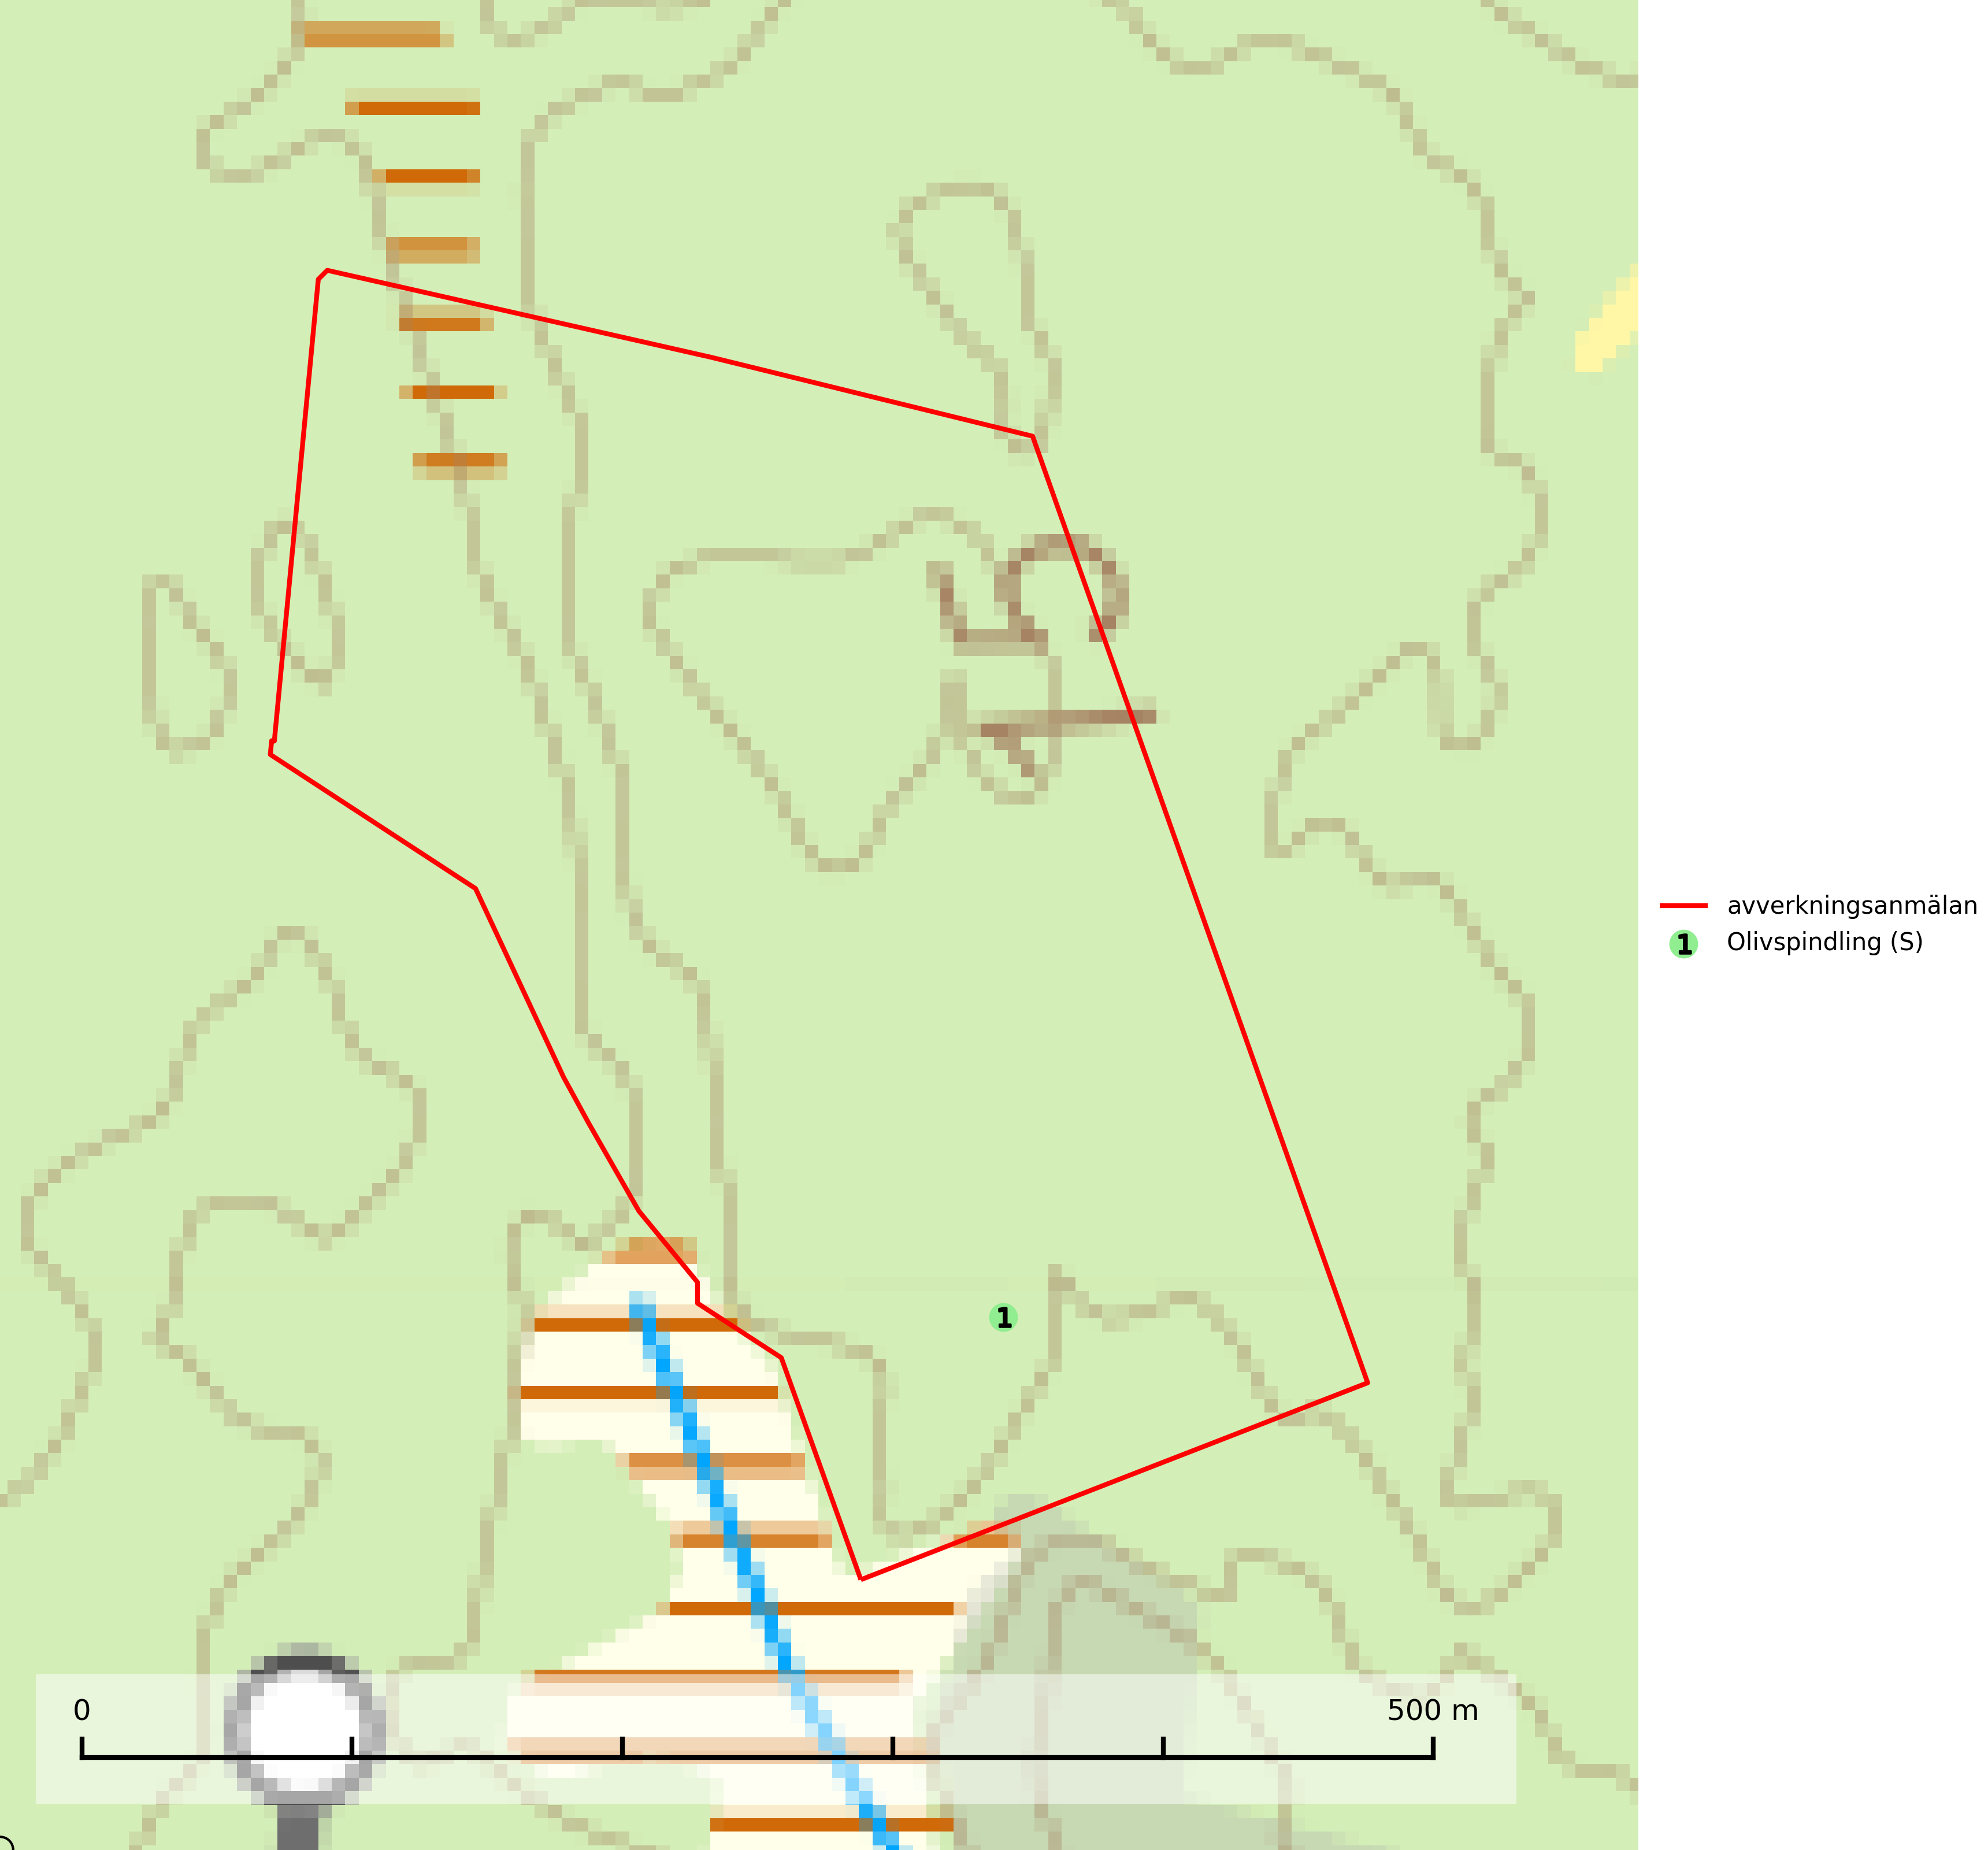 avverkningsanmälan
1 Olivspindling (S)
1
0 500 m